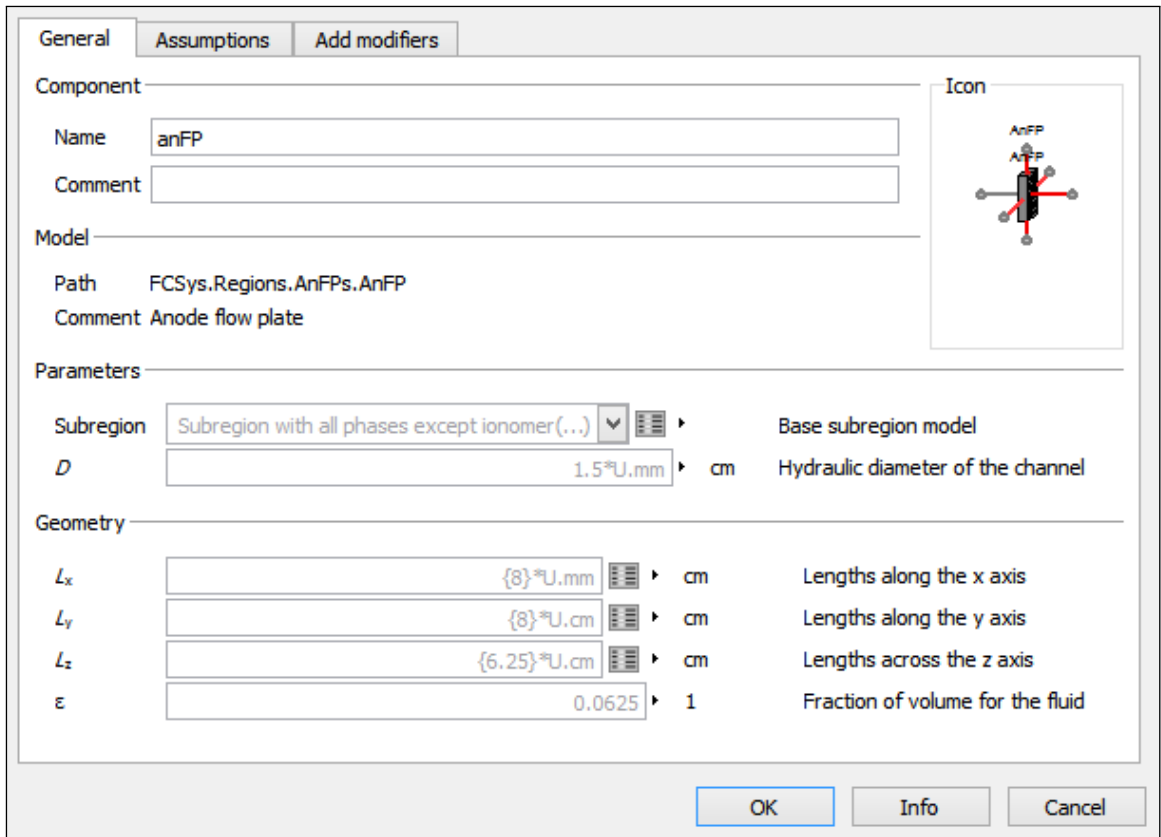 General Assumptions Add modifiers
Component Icon
Name anFP
Comment
AnFP
AnFP
Model
Path FCSys.Regions.AnFPs.AnFP
Comment Anode flow plate
Parameters
Subregion Subregion with all phases except ionomer(...) Base subregion model
D 1.5*U.mm cm Hydraulic diameter of the channel
Geometry
Lx {8}*U.mm cm Lengths along the x axis
Ly {8}*U.cm cm Lengths along the y axis
Lz {6.25}*U.cm cm Lengths across the z axis
ε 0.0625 1 Fraction of volume for the fluid
OK Info Cancel